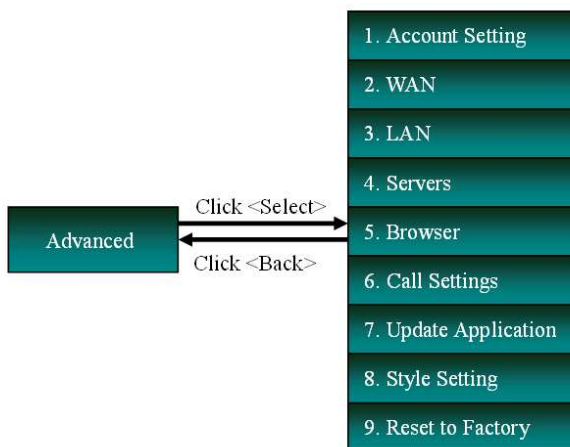 1. Account Setting
2. WAN
3. LAN
4. Servers
Click <Select>
Advanced
5. Browser
Click <Back>
6. Call Settings
7. Update Application
8. Style Setting
9. Reset to Factory